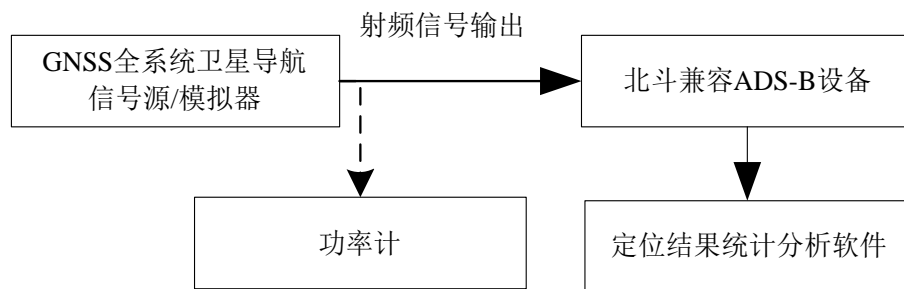 射频信号输出
GNSS全系统卫星导航
信号源/模拟器
北斗兼容ADS-B设备
功率计
定位结果统计分析软件